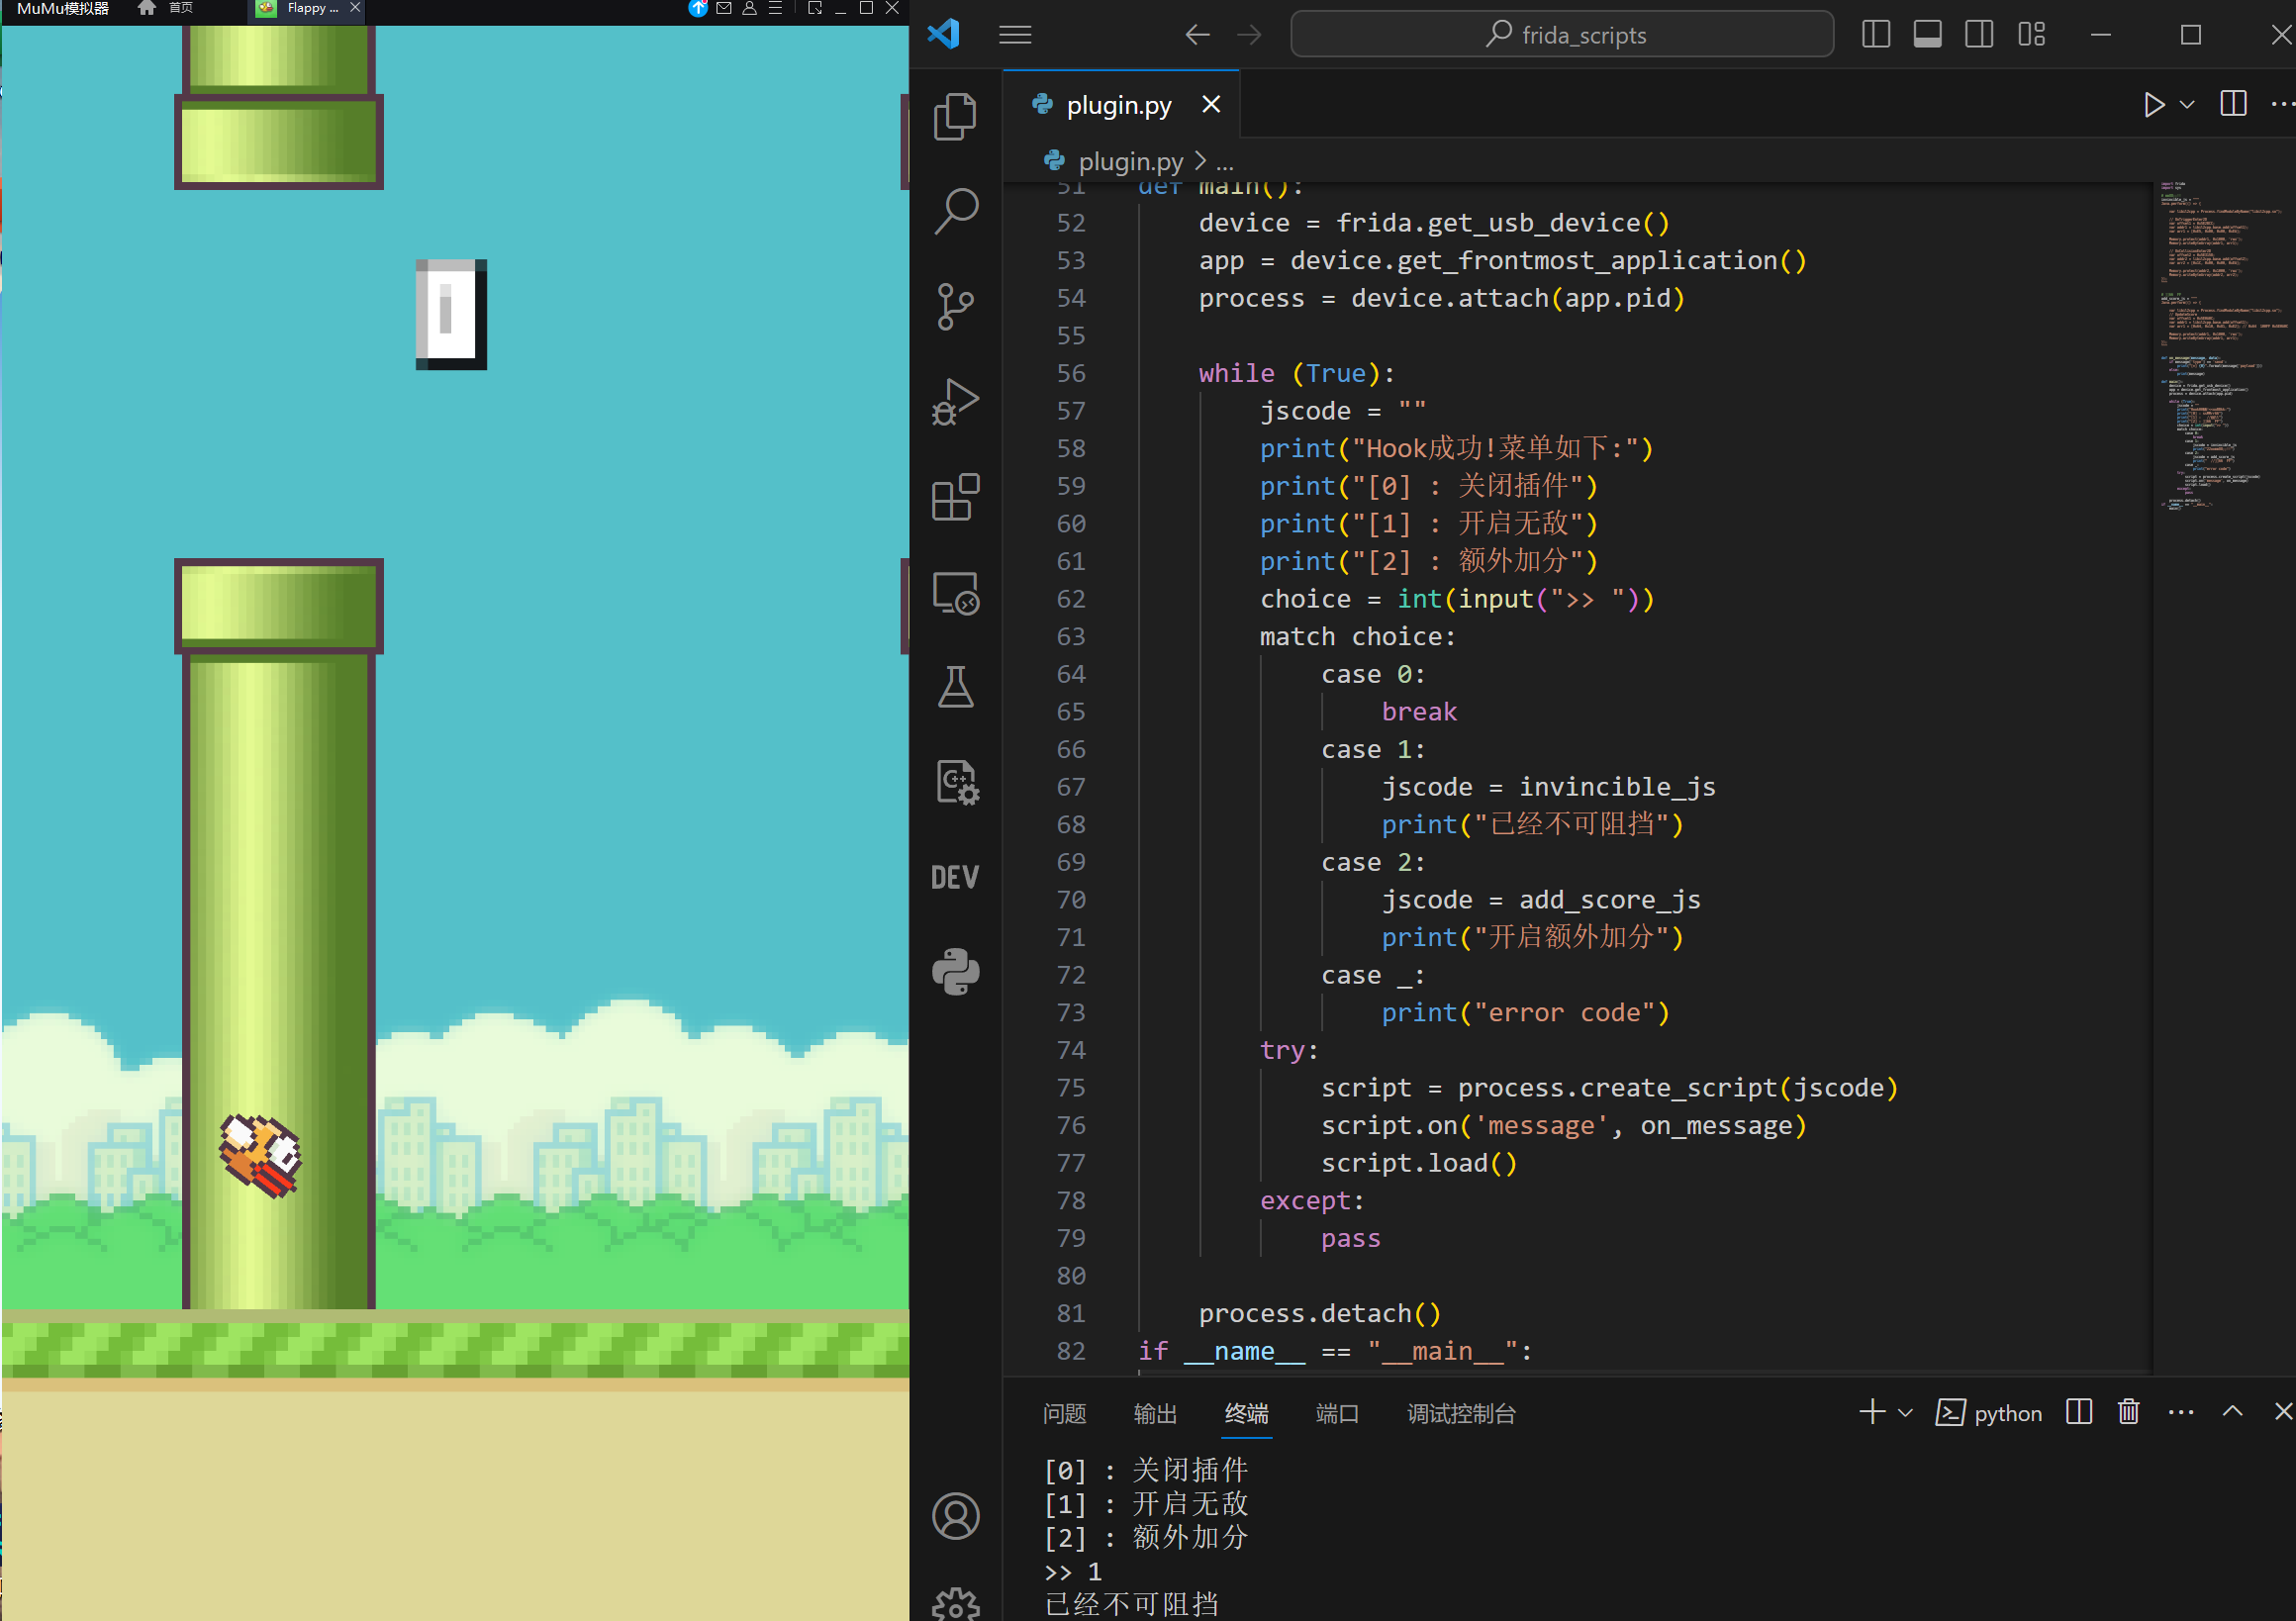 MuMu模拟器 首页 Flappy ...
0
frida_scripts
plugin.py
plugin.py > ...
51 def main():
52 device = frida.get_usb_device()
53 app = device.get_frontmost_application()
54 process = device.attach(app.pid)
55
56 while (True):
57 jscode = ""
58 print("Hook成功!菜单如下:")
59 print("[0] : 关闭插件")
60 print("[1] : 开启无敌")
61 print("[2] : 额外加分")
62 choice = int(input(">> "))
63 match choice:
64 case 0:
65 break
66 case 1:
67 jscode = invincible_js
68 print("已经不可阻挡")
69 case 2:
70 jscode = add_score_js
71 print("开启额外加分")
72 case _:
73 print("error code")
74 try:
75 script = process.create_script(jscode)
76 script.on('message', on_message)
77 script.load()
78 except:
79 pass
80
81 process.detach()
82 if __name__ == "__main__":
DEV
问题 输出 终端 端口 调试控制台 python
[0] : 关闭插件
[1] : 开启无敌
[2] : 额外加分
>> 1
已经不可阻挡